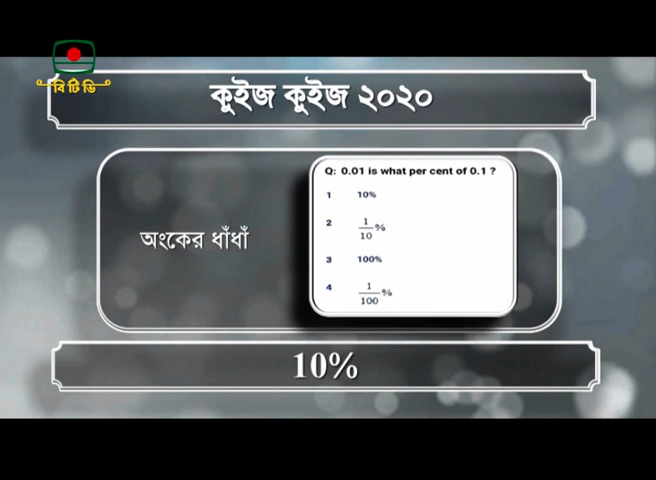 বি টি ভি
কুইজ কুইজ ২০২০
Q: 0.01 is what per cent of 0.1 ?
1 10%
2 1/10 %
3 100%
4 1/100 %
অংকের ধাঁধাঁ
10%